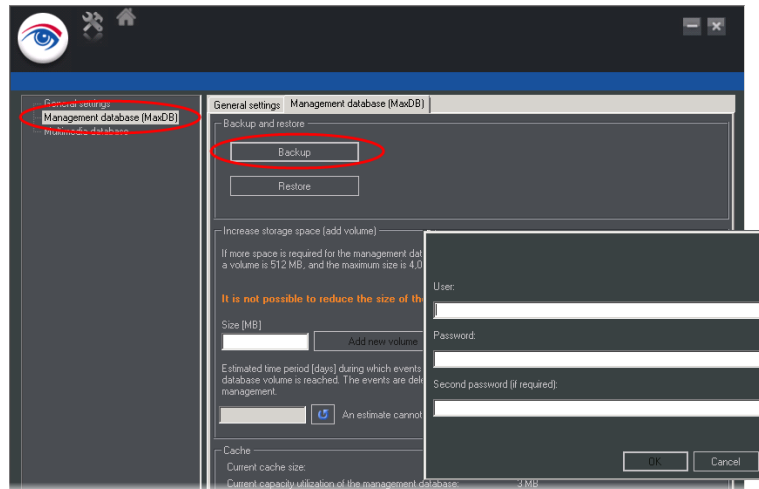 General settings
Management database (MaxDB)
Multimedia database
General settings
Management database (MaxDB)
Backup and restore
Backup
Restore
Increase storage space (add volume)
If more space is required for the management dat
a volume is 512 MB, and the maximum size is 4,0
It is not possible to reduce the size of th
Size [MB]
Add new volume
Estimated time period [days] during which events
database volume is reached. The events are dele
management.
An estimate cannot
Cache
Current cache size:
Current capacity utilization of the management database: 3 MB
User:
Password:
Second password (if required):
OK
Cancel